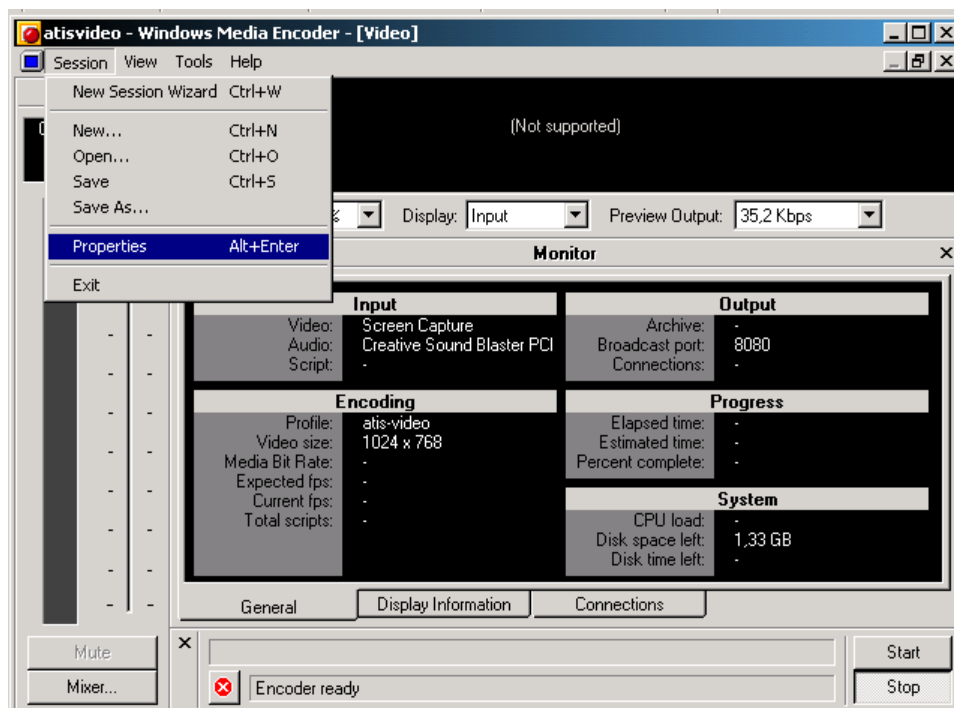 atisvideo - Windows Media Encoder - [Video]
Session View Tools Help
New Session Wizard Ctrl+W
New... Ctrl+N
Open... Ctrl+O
Save Ctrl+S
Save As...
Properties Alt+Enter
Exit
(Not supported)
% Display: Input Preview Output: 35,2 Kbps
Monitor
Input
Video: Screen Capture
Audio: Creative Sound Blaster PCI
Script: -
Encoding
Profile: atis-video
Video size: 1024 x 768
Media Bit Rate: -
Expected fps: -
Current fps: -
Total scripts: -
Output
Archive: -
Broadcast port: 8080
Connections: -
Progress
Elapsed time: -
Estimated time: -
Percent complete: -
System
CPU load: -
Disk space left: 1,33 GB
Disk time left: -
General Display Information Connections
Mute
Mixer...
Encoder ready
Start
Stop